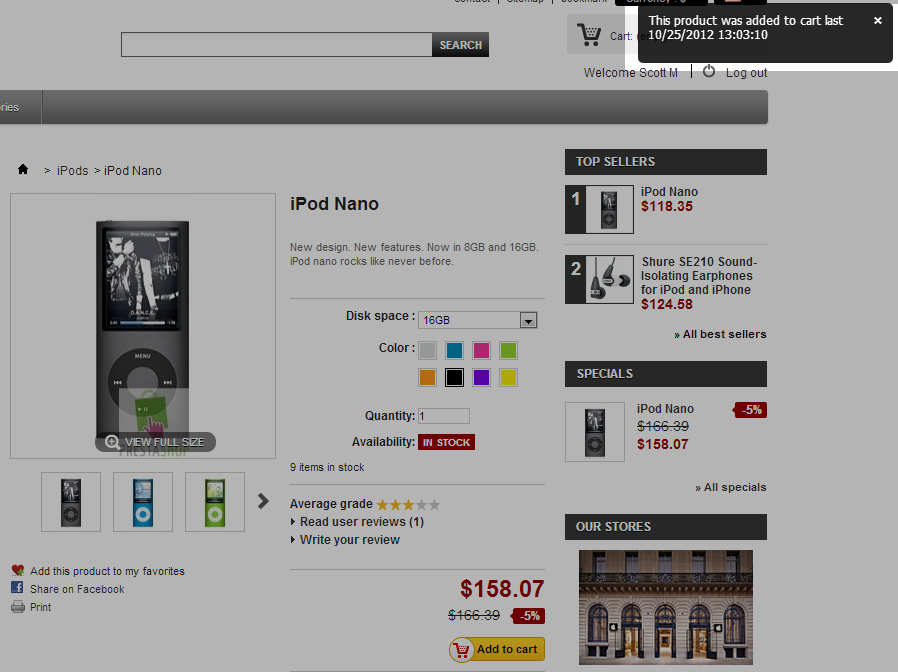 Contact
Sitemap
Bookmark
Currency :
This product was added to cart last
10/25/2012 13:03:10
Cart:
SEARCH
Welcome Scott M
Log out
ries
> iPods > iPod Nano
iPod Nano
New design. New features. Now in 8GB and 16GB.
iPod nano rocks like never before.
Now Playing
D.A.N.C.E.
MENU
VIEW FULL SIZE
PRESTASHOP
Disk space :
16GB
Color :
Quantity:
1
Availability: IN STOCK
9 items in stock
Average grade
Read user reviews (1)
Write your review
Add this product to my favorites
Share on Facebook
Print
$158.07
$166.39 -5%
Add to cart
TOP SELLERS
1
iPod Nano
$118.35
2
Shure SE210 Sound-
Isolating Earphones
for iPod and iPhone
$124.58
» All best sellers
SPECIALS
iPod Nano
-5%
$166.39
$158.07
» All specials
OUR STORES